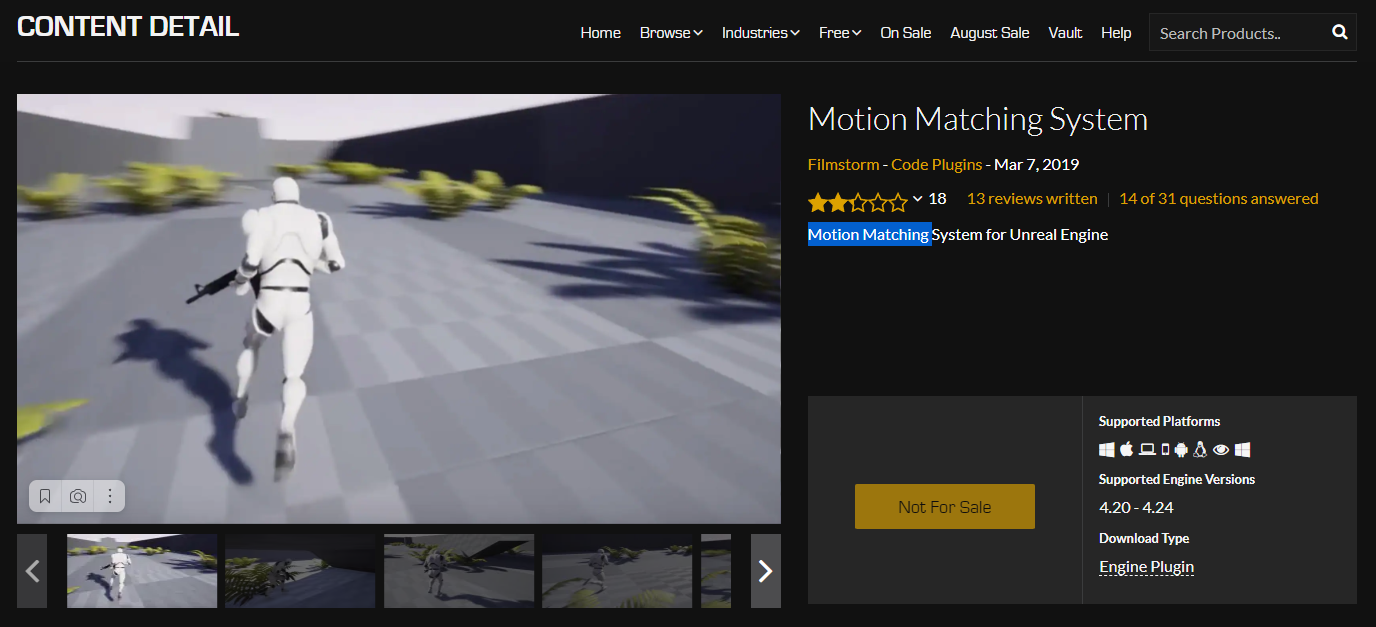 CONTENT DETAIL
Home Browse Industries Free On Sale August Sale Vault Help Search Products..
Motion Matching System
Filmstorm - Code Plugins - Mar 7, 2019
18 13 reviews written | 14 of 31 questions answered
Motion Matching System for Unreal Engine
Not For Sale
Supported Platforms
Supported Engine Versions
4.20 - 4.24
Download Type
Engine Plugin